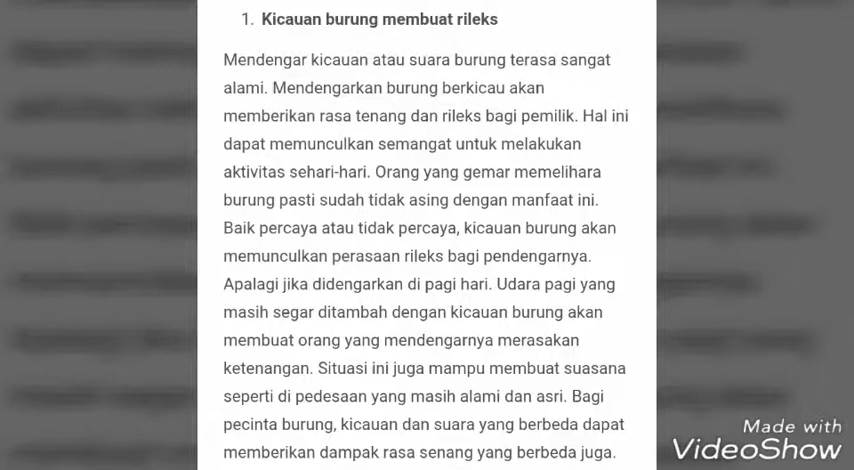 1. Kicauan burung membuat rileks
Mendengar kicauan atau suara burung terasa sangat
alami. Mendengarkan burung berkicau akan
memberikan rasa tenang dan rileks bagi pemilik. Hal ini
dapat memunculkan semangat untuk melakukan
aktivitas sehari-hari. Orang yang gemar memelihara
burung pasti sudah tidak asing dengan manfaat ini.
Baik percaya atau tidak percaya, kicauan burung akan
memunculkan perasaan rileks bagi pendengarnya.
Apalagi jika didengarkan di pagi hari. Udara pagi yang
masih segar ditambah dengan kicauan burung akan
membuat orang yang mendengarnya merasakan
ketenangan. Situasi ini juga mampu membuat suasana
seperti di pedesaan yang masih alami dan asri. Bagi
pecinta burung, kicauan dan suara yang berbeda dapat
memberikan dampak rasa senang yang berbeda juga.
Made with
VideoShow